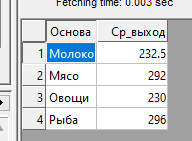 Fetching time: 0.003 sec
Основа Ср_выход
1 Молоко 232.5
2 Мясо 292
3 Овощи 230
4 Рыба 296